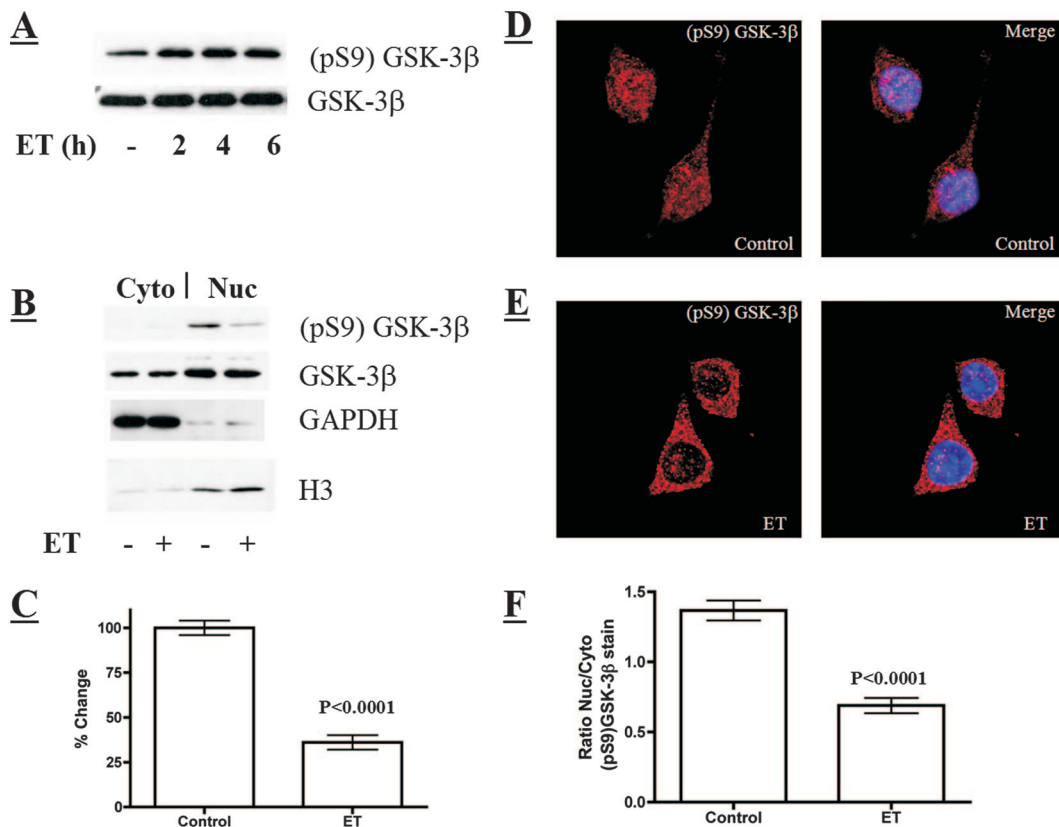 A
(pS9) GSK-3β
GSK-3β
ET (h) - 2 4 6
B
Cyto | Nuc
(pS9) GSK-3β
GSK-3β
GAPDH
H3
ET - + - +
C
% Change
100
75
50
25
0
P<0.0001
Control ET
D
(pS9) GSK-3β
Control
Merge
Control
E
(pS9) GSK-3β
ET
Merge
ET
F
Ratio Nuc/Cyto
(pS9)GSK-3β stain
1.5
1.0
0.5
0.0
P<0.0001
Control ET